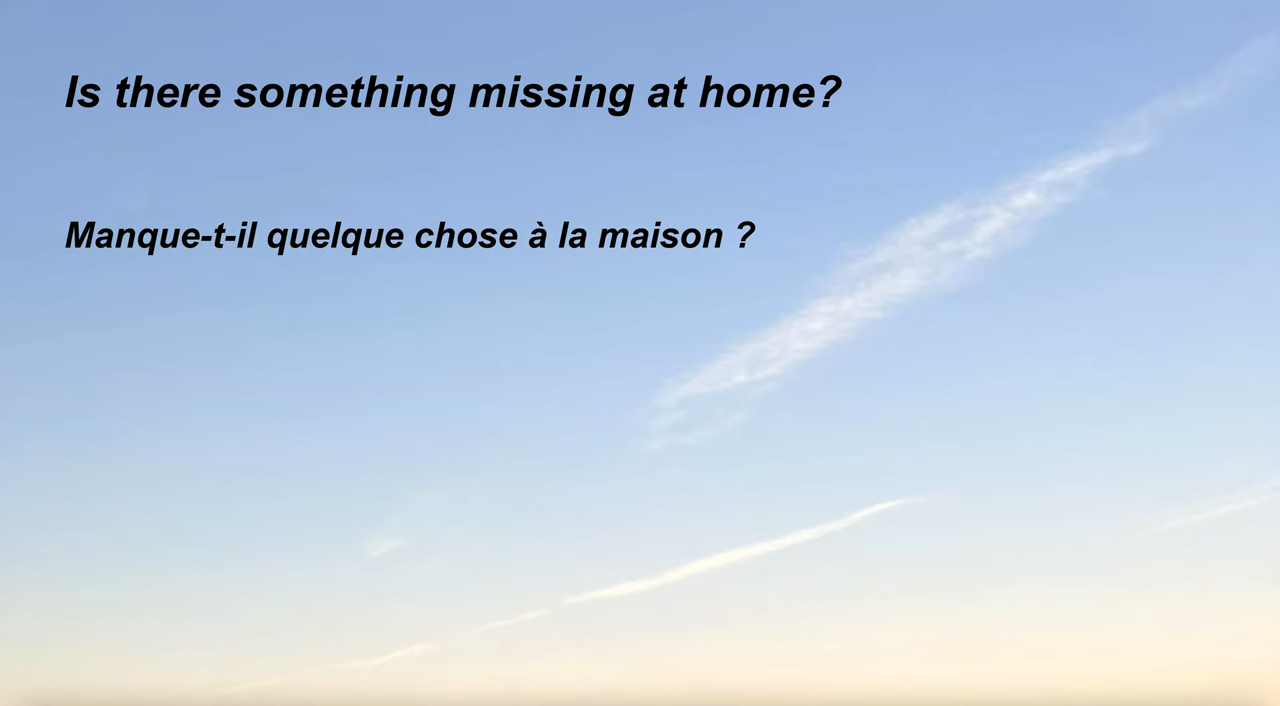 Is there something missing at home?
Manque-t-il quelque chose à la maison ?